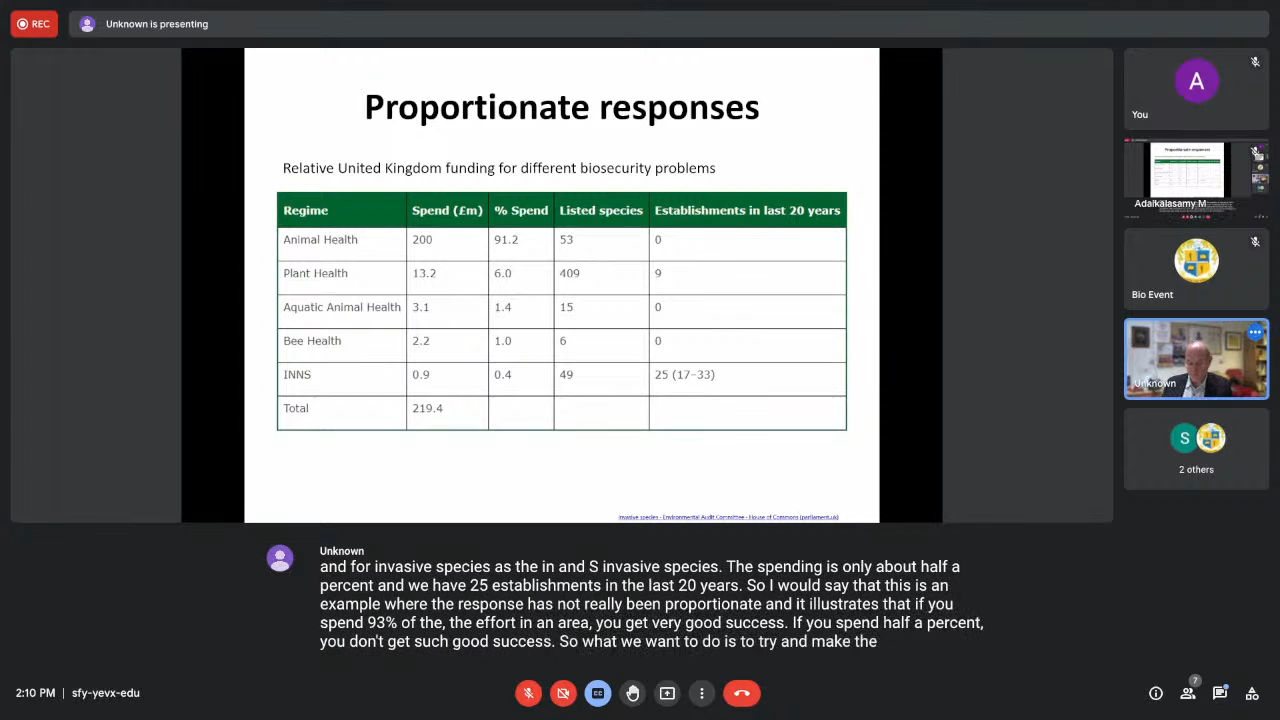 REC
Unknown is presenting
Proportionate responses
Relative United Kingdom funding for different biosecurity problems
Regime Spend (£m) % Spend Listed species Establishments in last 20 years
Animal Health 200 91.2 53 0
Plant Health 13.2 6.0 409 9
Aquatic Animal Health 3.1 1.4 15 0
Bee Health 2.2 1.0 6 0
INNS 0.9 0.4 49 25 (17–33)
Total 219.4
Invasive species - Environmental Audit Committee - House of Commons (parliament.uk)
A
You
Proportionate responses
Adaikalasamy M
Bio Event
Unknown
S
2 others
Unknown
and for invasive species as the in and S invasive species. The spending is only about half a
percent and we have 25 establishments in the last 20 years. So I would say that this is an
example where the response has not really been proportionate and it illustrates that if you
spend 93% of the, the effort in an area, you get very good success. If you spend half a percent,
you don't get such good success. So what we want to do is to try and make the
2:10 PM | sfy-yevx-edu
CC
7